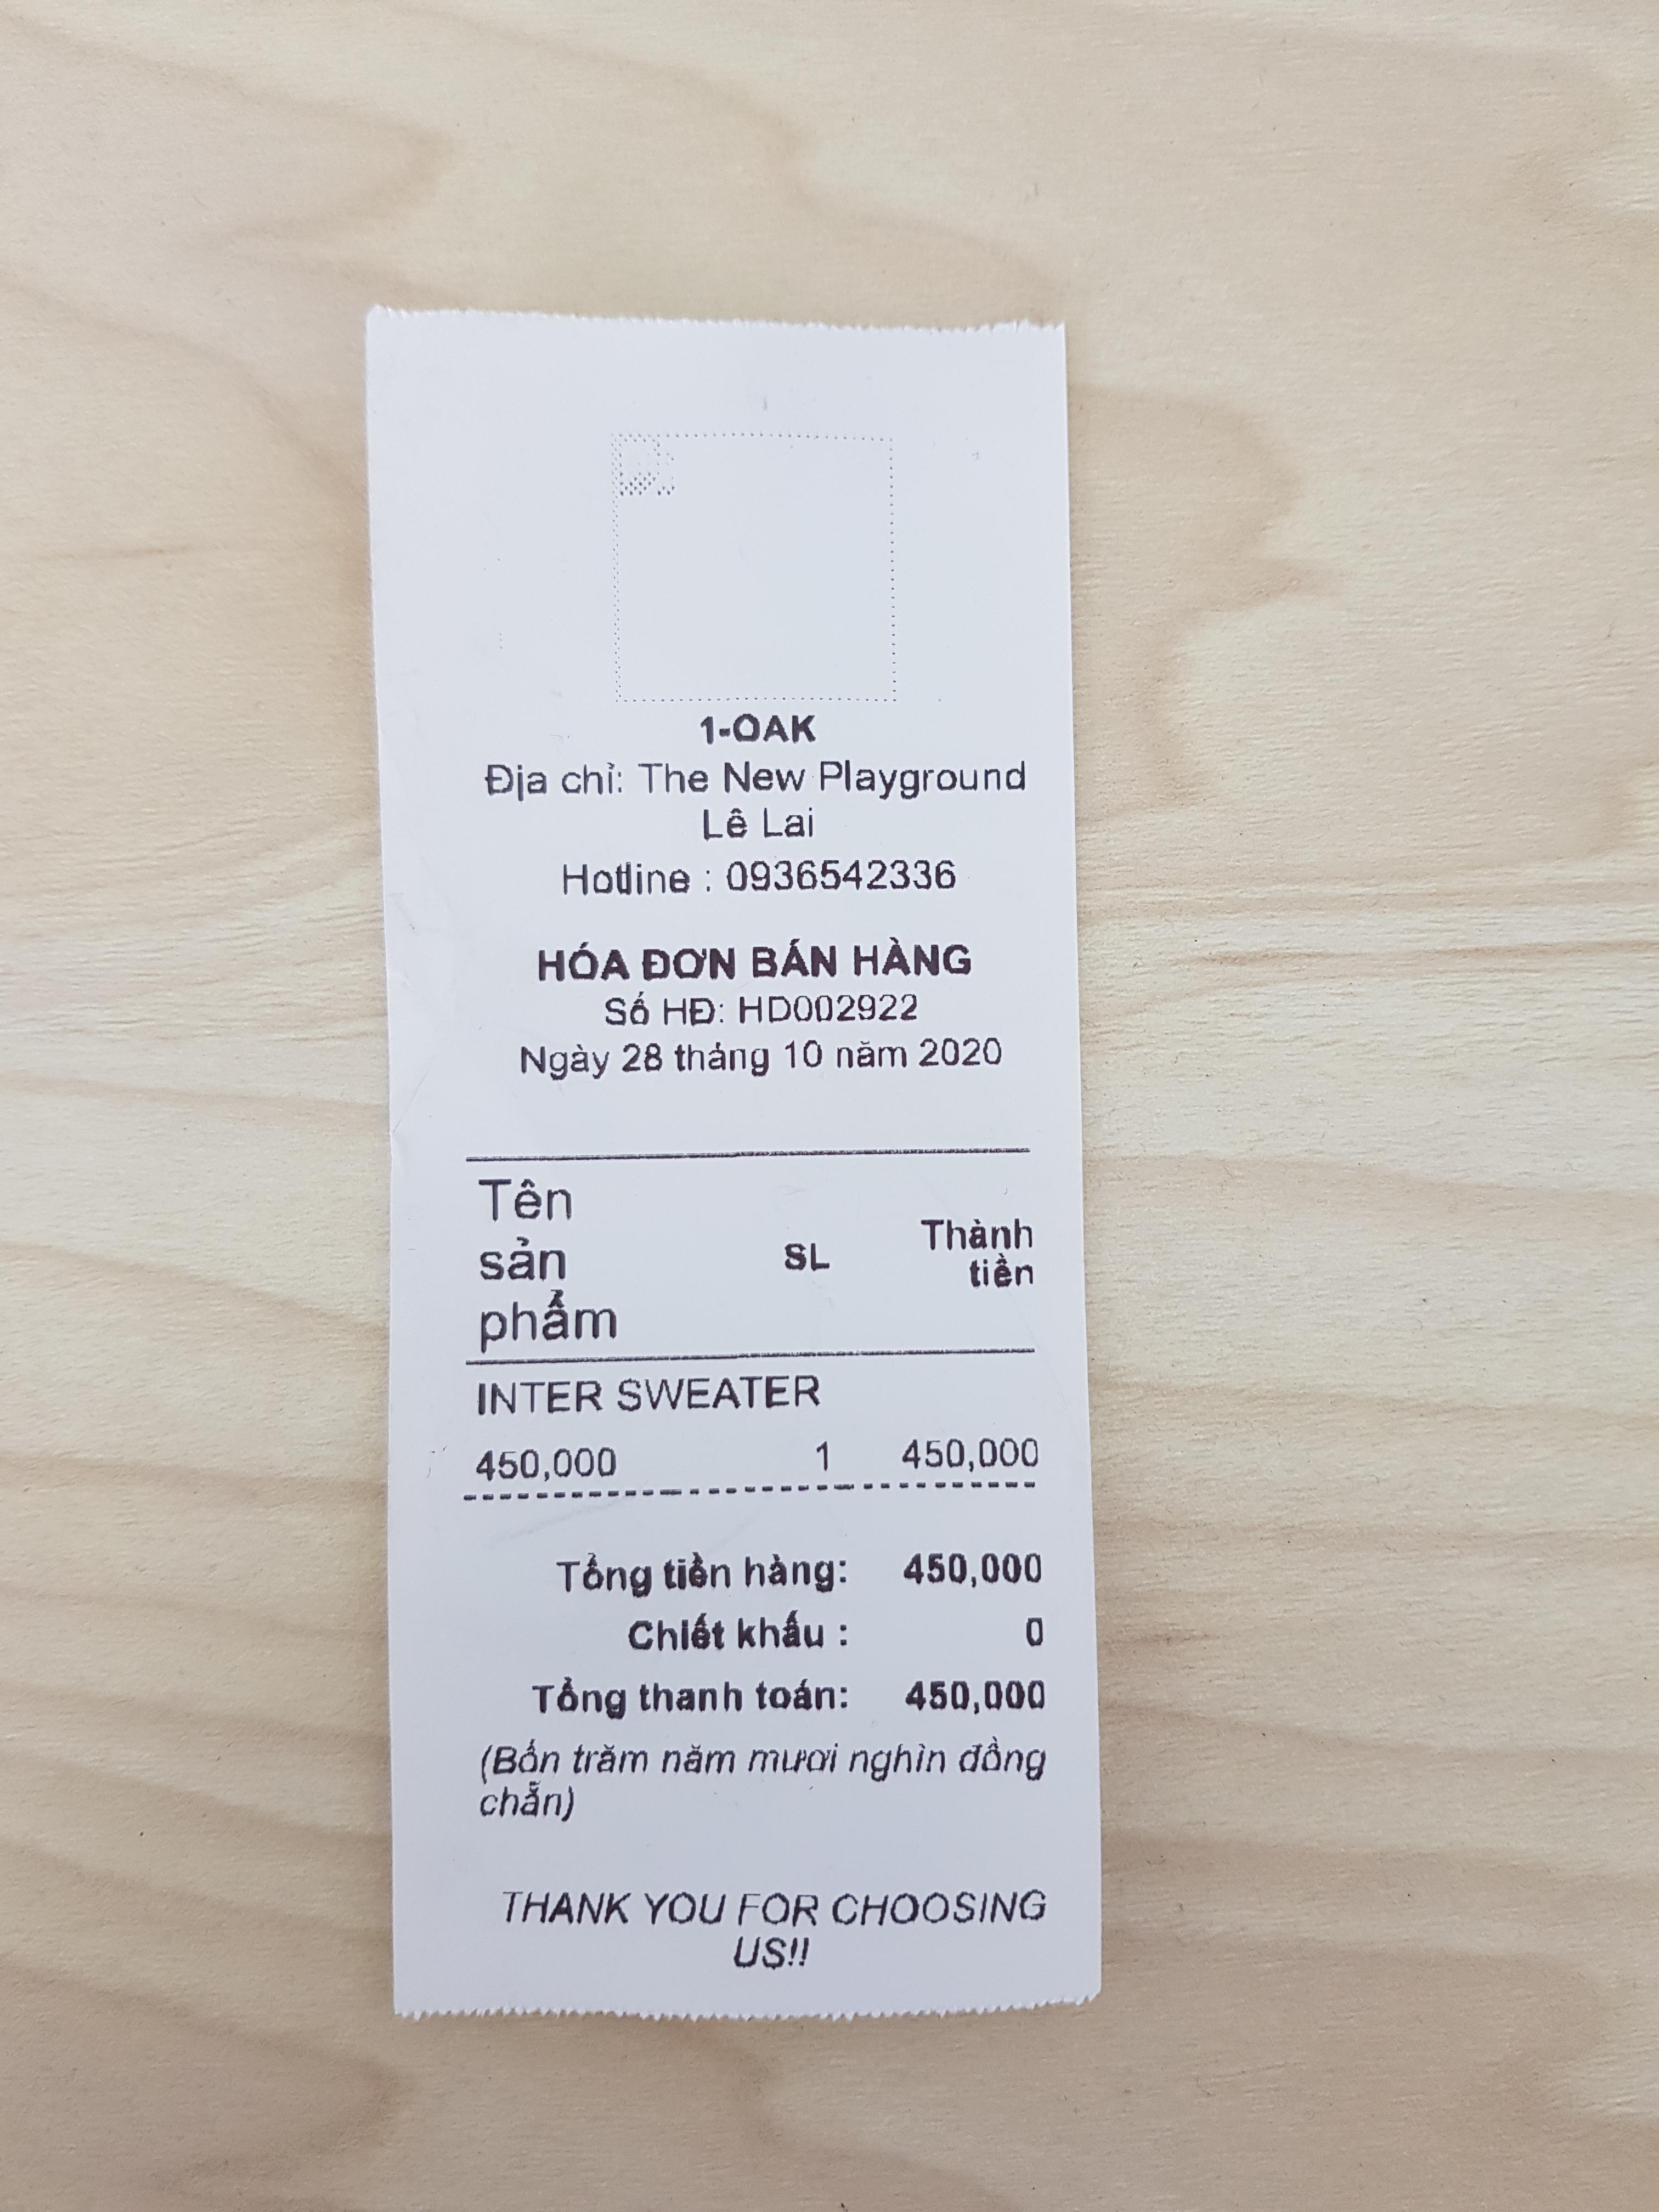 1-OAK
Địa chỉ: The New Playground
Lê Lai
Hotline : 0936542336
HÓA ĐƠN BÁN HÀNG
Số HĐ: HD002922
Ngày 28 tháng 10 năm 2020
Tên
sản
phẩm
SL
Thành
tiền
INTER SWEATER
450,000 1 450,000
Tổng tiền hàng: 450,000
Chiết khấu : 0
Tổng thanh toán: 450,000
(Bốn trăm năm mươi nghìn đồng
chẵn)
THANK YOU FOR CHOOSING
US!!